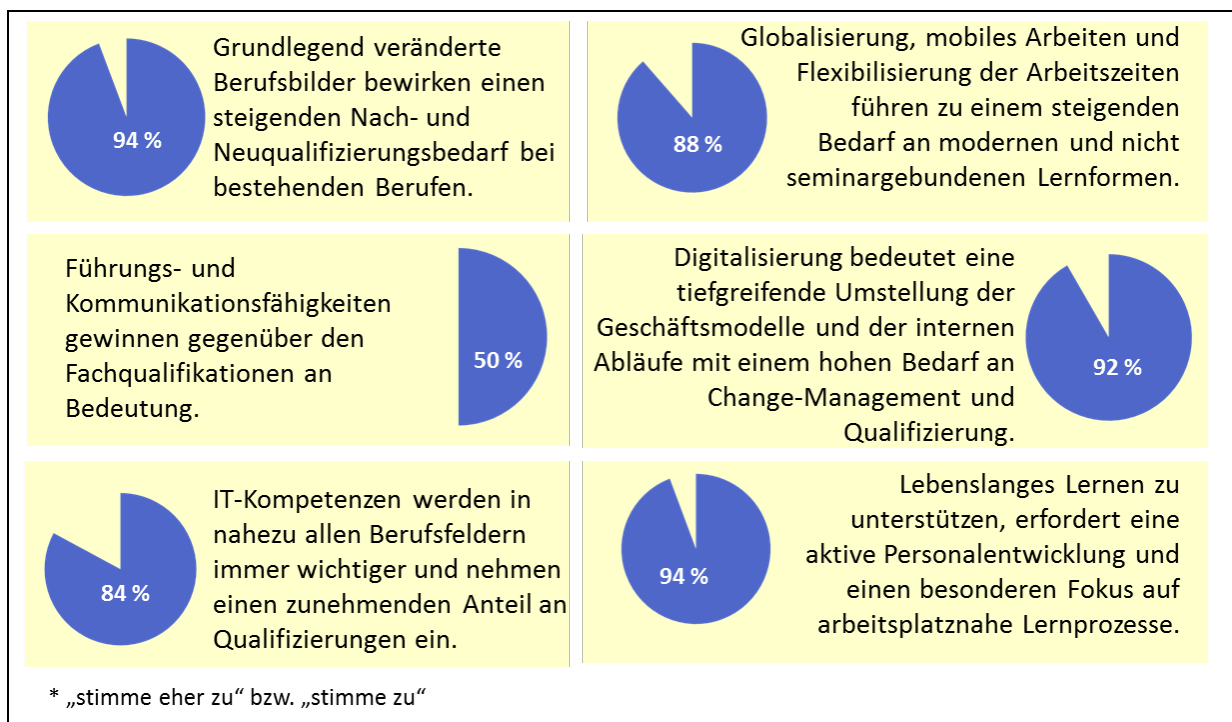 Grundlegend veränderte
Berufsbilder bewirken einen
steigenden Nach- und
Neuqualifizierungsbedarf bei
bestehenden Berufen.
94 %
Globalisierung, mobiles Arbeiten und
Flexibilisierung der Arbeitszeiten
führen zu einem steigenden
Bedarf an modernen und nicht
seminargebundenen Lernformen.
88 %
Führungs- und
Kommunikationsfähigkeiten
gewinnen gegenüber den
Fachqualifikationen an
Bedeutung.
50 %
Digitalisierung bedeutet eine
tiefgreifende Umstellung der
Geschäftsmodelle und der internen
Abläufe mit einem hohen Bedarf an
Change-Management und
Qualifizierung.
92 %
IT-Kompetenzen werden in
nahezu allen Berufsfeldern
immer wichtiger und nehmen
einen zunehmenden Anteil an
Qualifizierungen ein.
84 %
Lebenslanges Lernen zu
unterstützen, erfordert eine
aktive Personalentwicklung und
einen besonderen Fokus auf
arbeitsplatznahe Lernprozesse.
94 %
* „stimme eher zu“ bzw. „stimme zu“